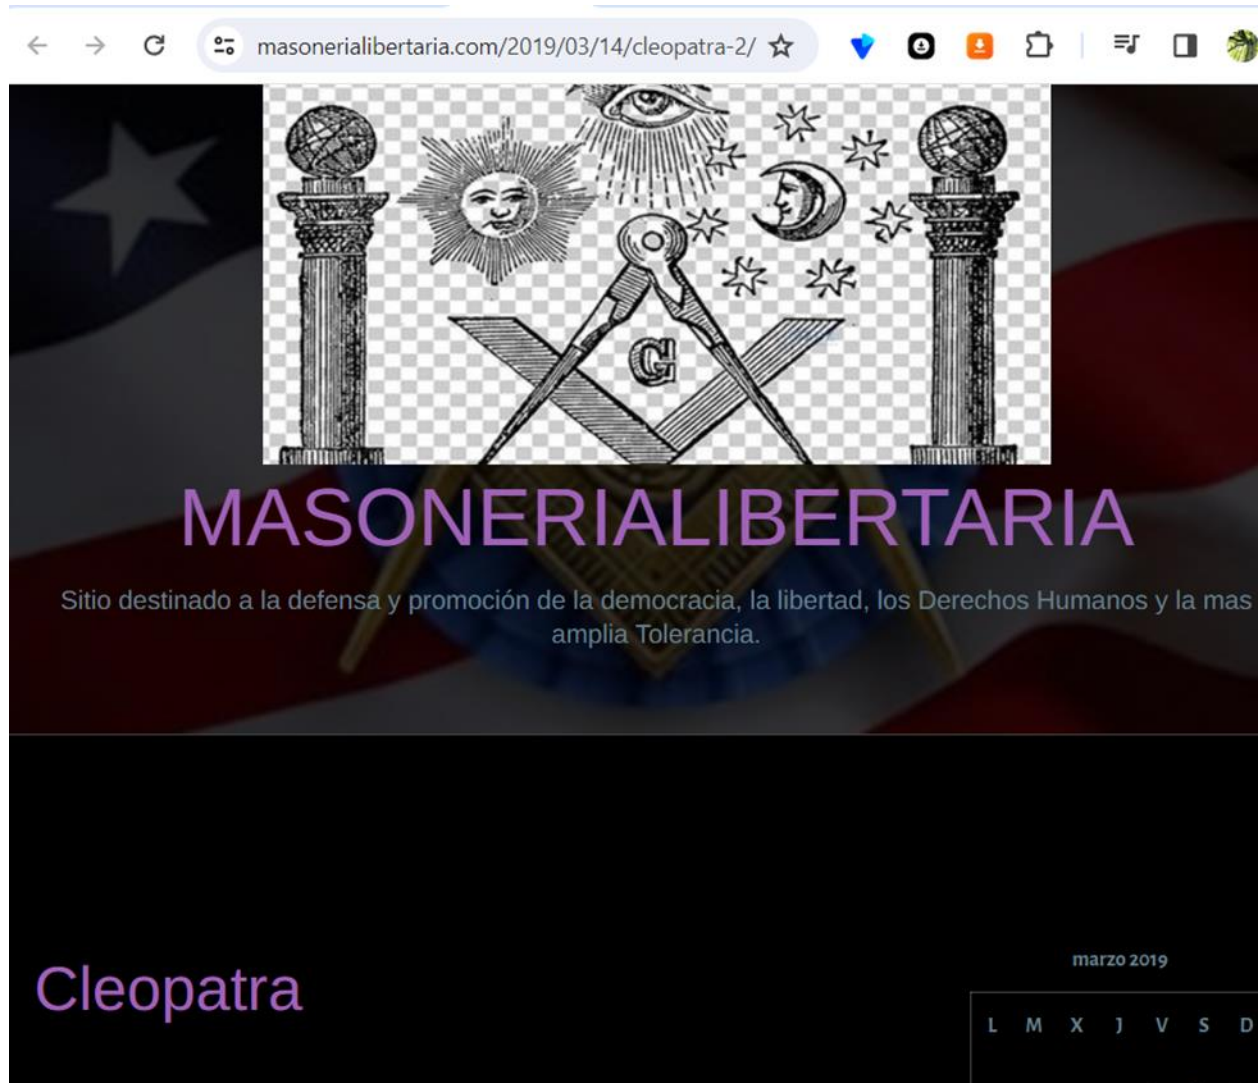 masonerialibertaria.com/2019/03/14/cleopatra-2/
G
MASONERIALIBERTARIA
Sitio destinado a la defensa y promoción de la democracia, la libertad, los Derechos Humanos y la mas
amplia Tolerancia.
Cleopatra
marzo 2019
L M X J V S D